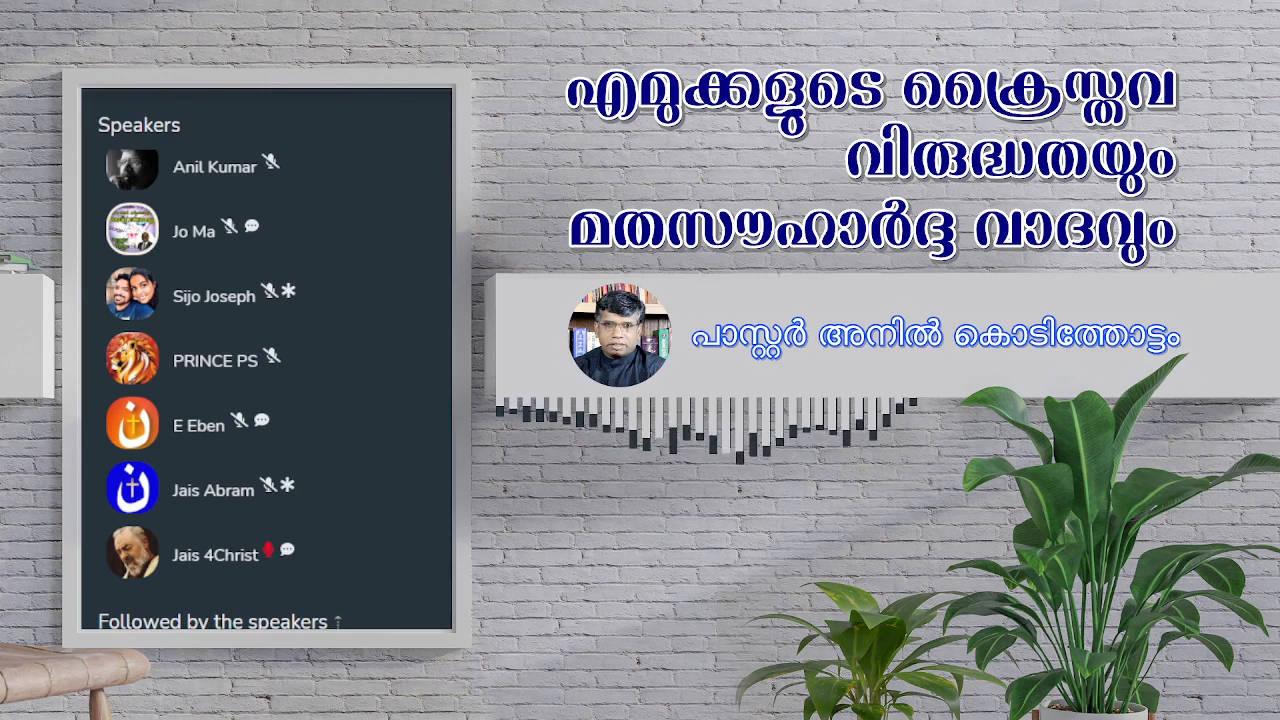 Speakers
Anil Kumar
Jo Ma
Sijo Joseph
PRINCE PS
E Eben
Jais Abram
Jais 4Christ
Followed by the speakers
എമുക്കളുടെ ക്രൈസ്തവ
വിരുദ്ധതയും
മതസൗഹാർദ്ദ വാദവും
പാസ്റ്റർ അനിൽ കൊടിത്തോട്ടം